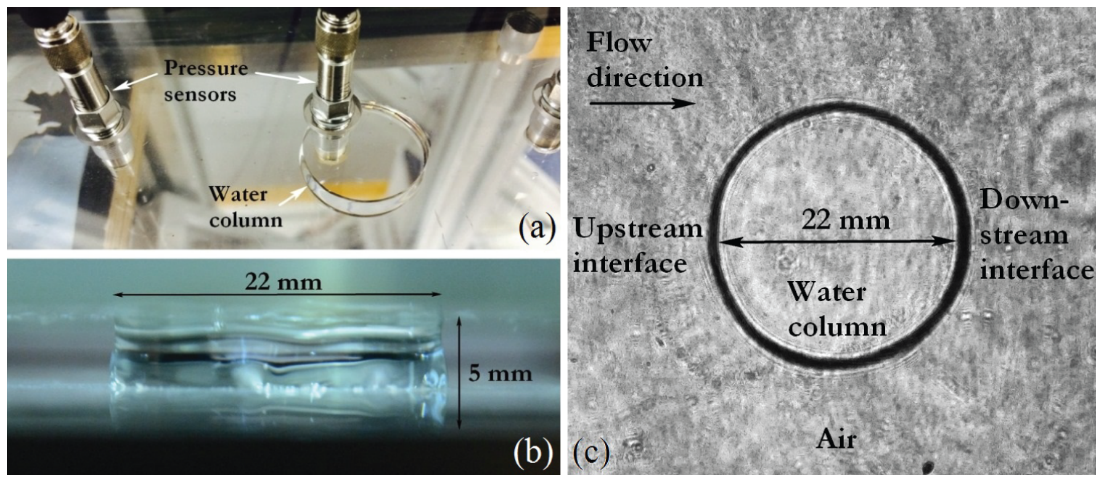 Pressure
sensors
Water
column
(a)
22 mm
5 mm
(b)
Flow
direction
22 mm
Upstream
interface
Down-
stream
interface
Water
column
Air
(c)